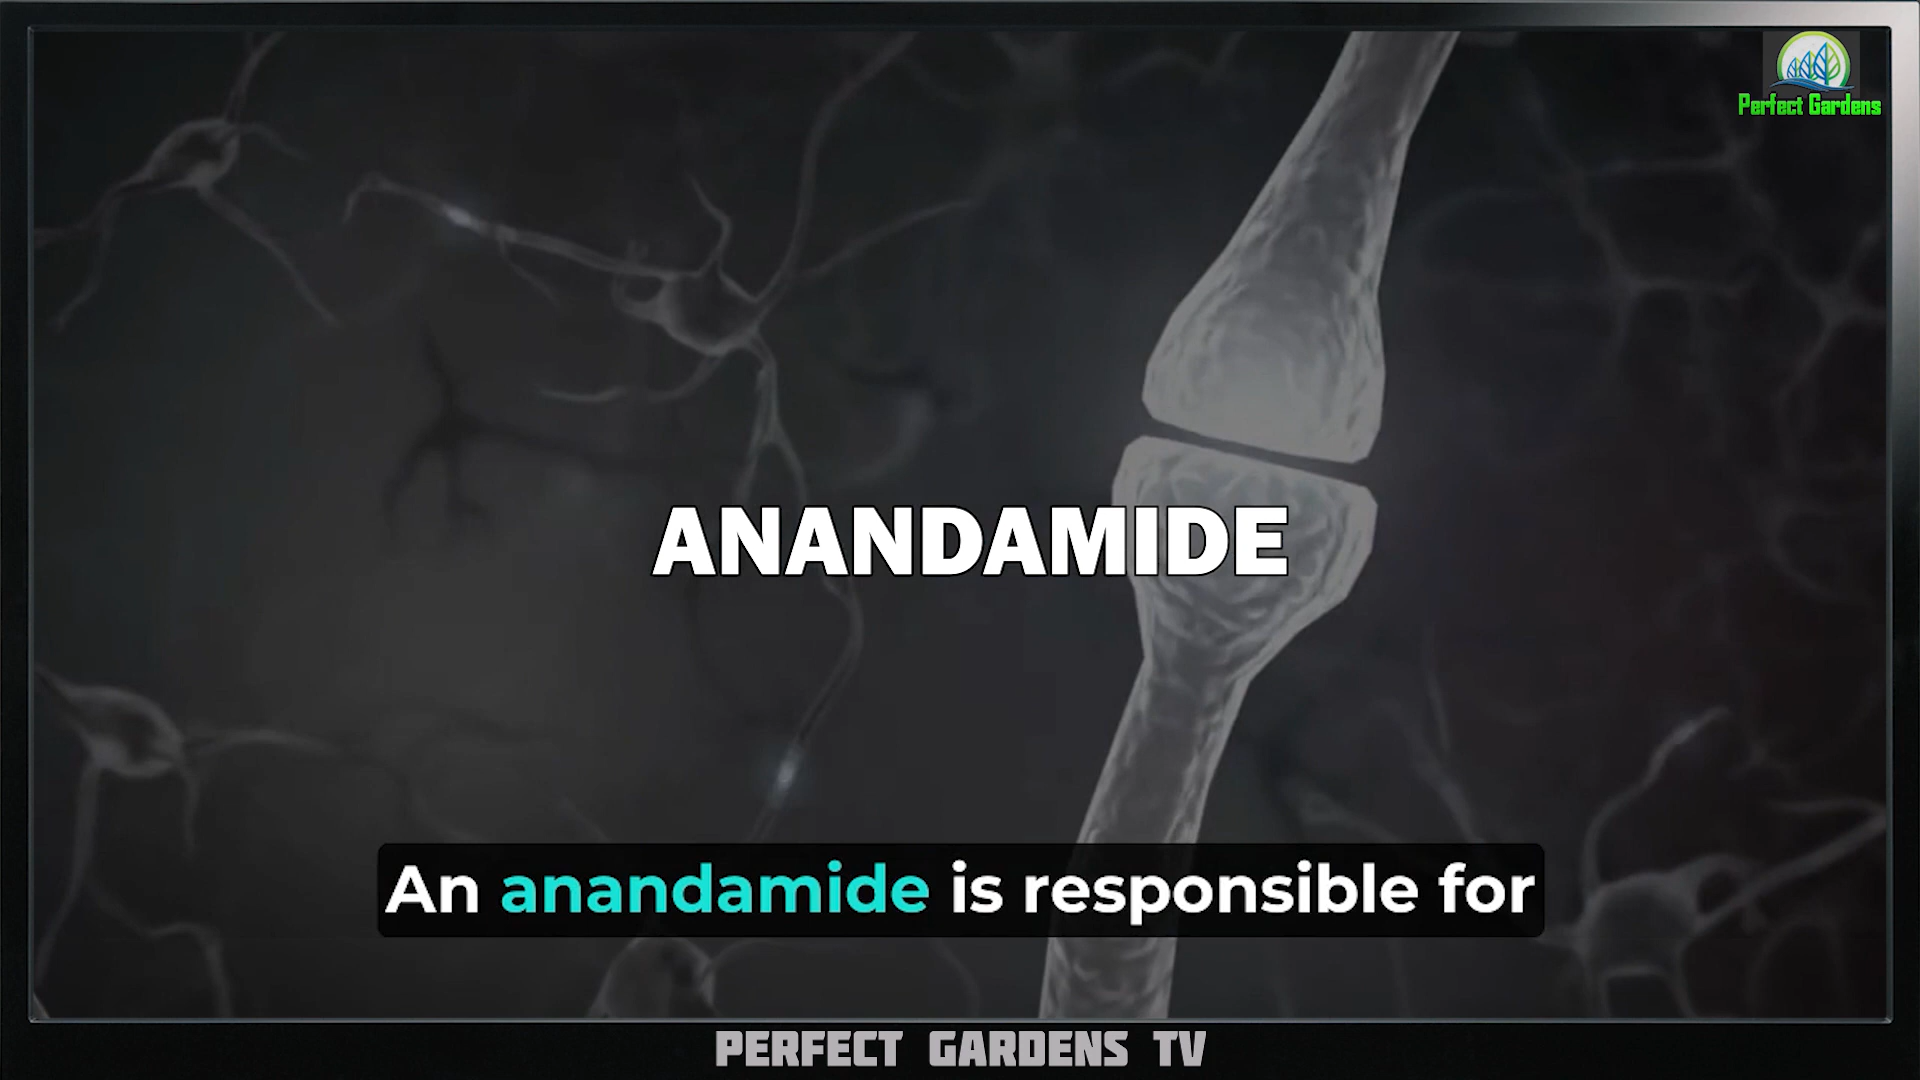 Perfect Gardens
ANANDAMIDE
An anandamide is responsible for
PERFECT GARDENS TV